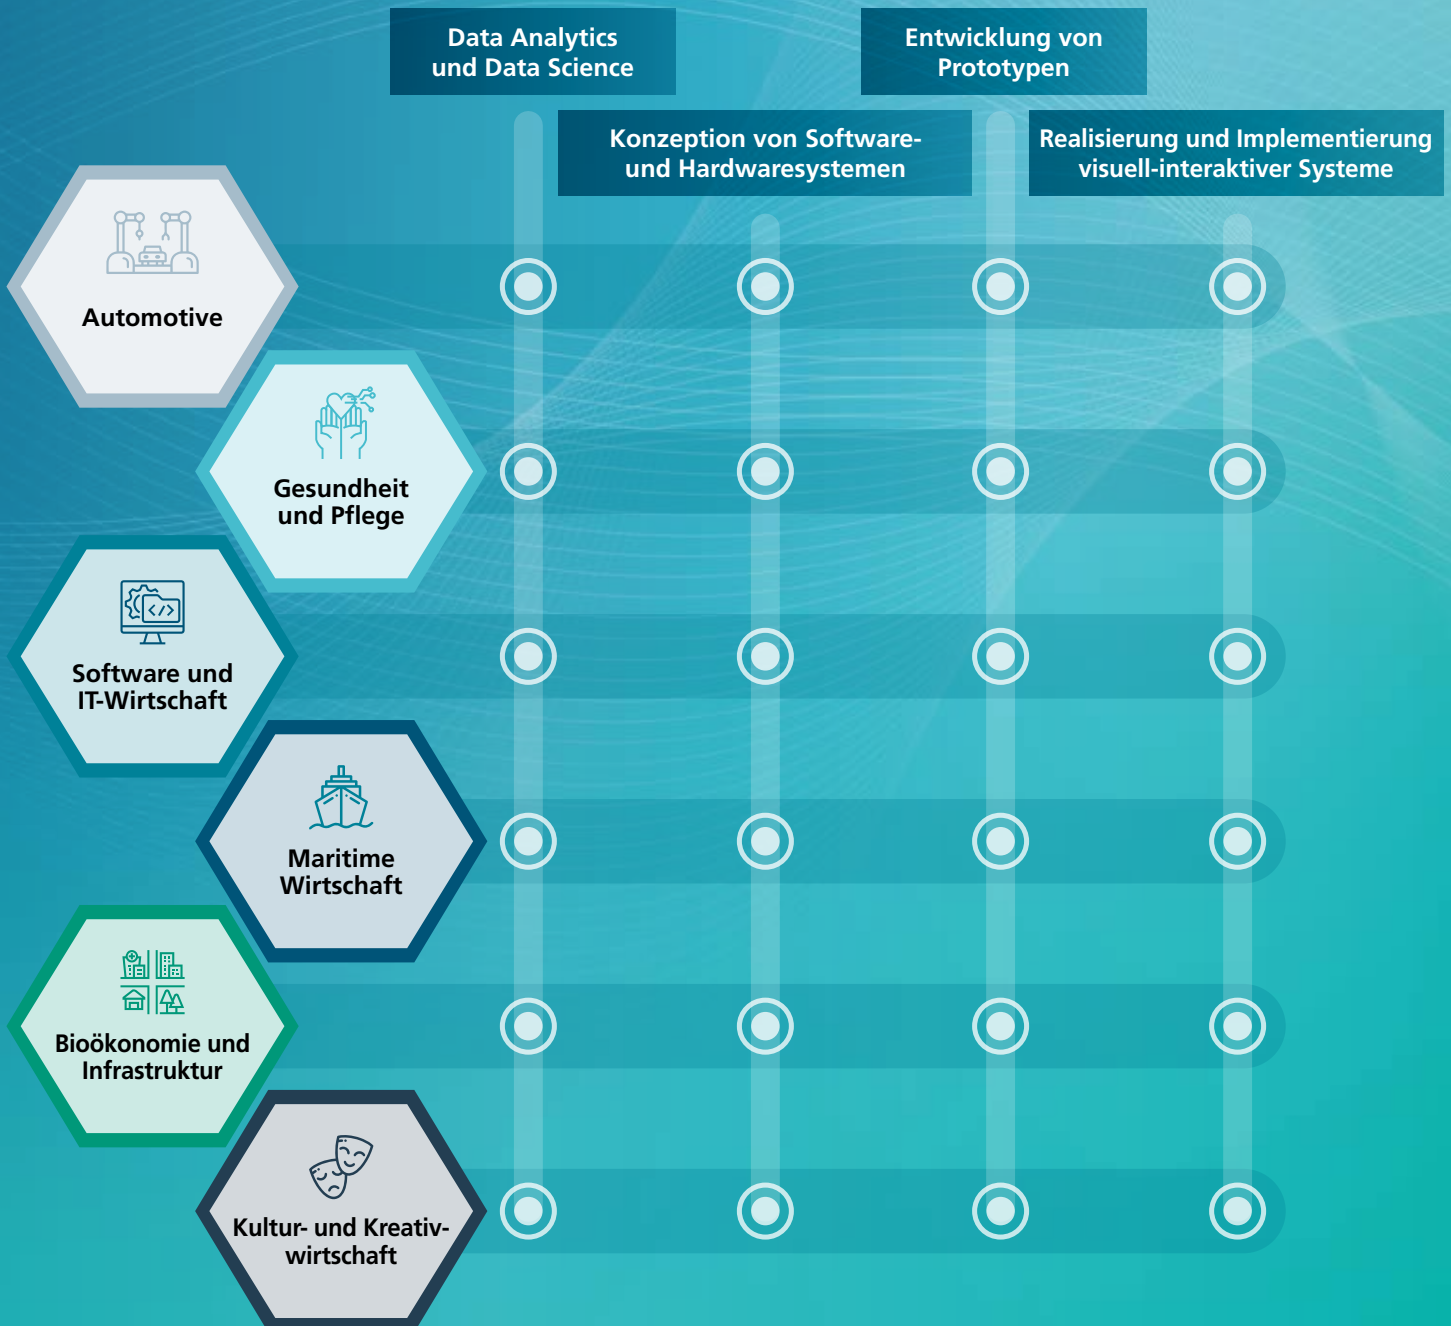 Data Analytics
und Data Science
Entwicklung von
Prototypen
Konzeption von Software-
und Hardwaresystemen
Realisierung und Implementierung
visuell-interaktiver Systeme
Automotive
Gesundheit
und Pflege
Software und
IT-Wirtschaft
Maritime
Wirtschaft
Bioökonomie und
Infrastruktur
Kultur- und Kreativ-
wirtschaft